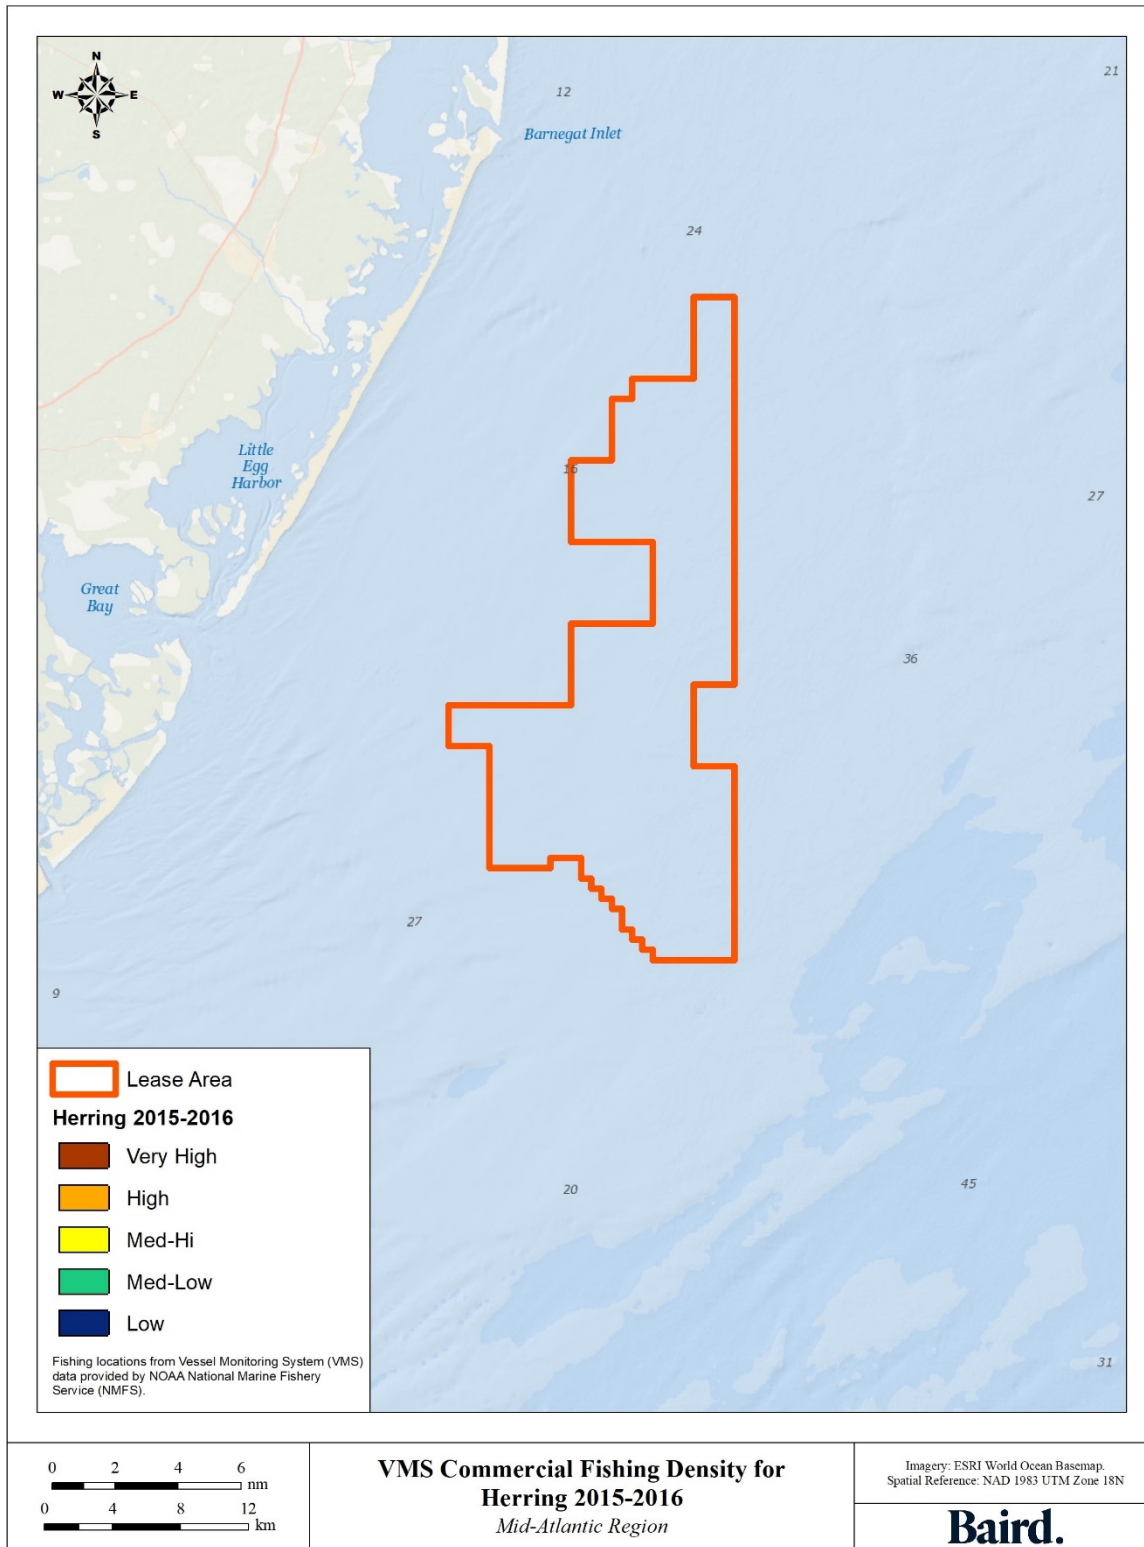 N
W E
S
12
21
Barnegat Inlet
24
Little
Egg
Harbor
16
27
Great
Bay
36
27
9
20
45
31
Lease Area
Herring 2015-2016
Very High
High
Med-Hi
Med-Low
Low
Fishing locations from Vessel Monitoring System (VMS)
data provided by NOAA National Marine Fishery
Service (NMFS).
0 2 4 6
nm
0 4 8 12
km
VMS Commercial Fishing Density for
Herring 2015-2016
Mid-Atlantic Region
Imagery: ESRI World Ocean Basemap.
Spatial Reference: NAD 1983 UTM Zone 18N
Baird.